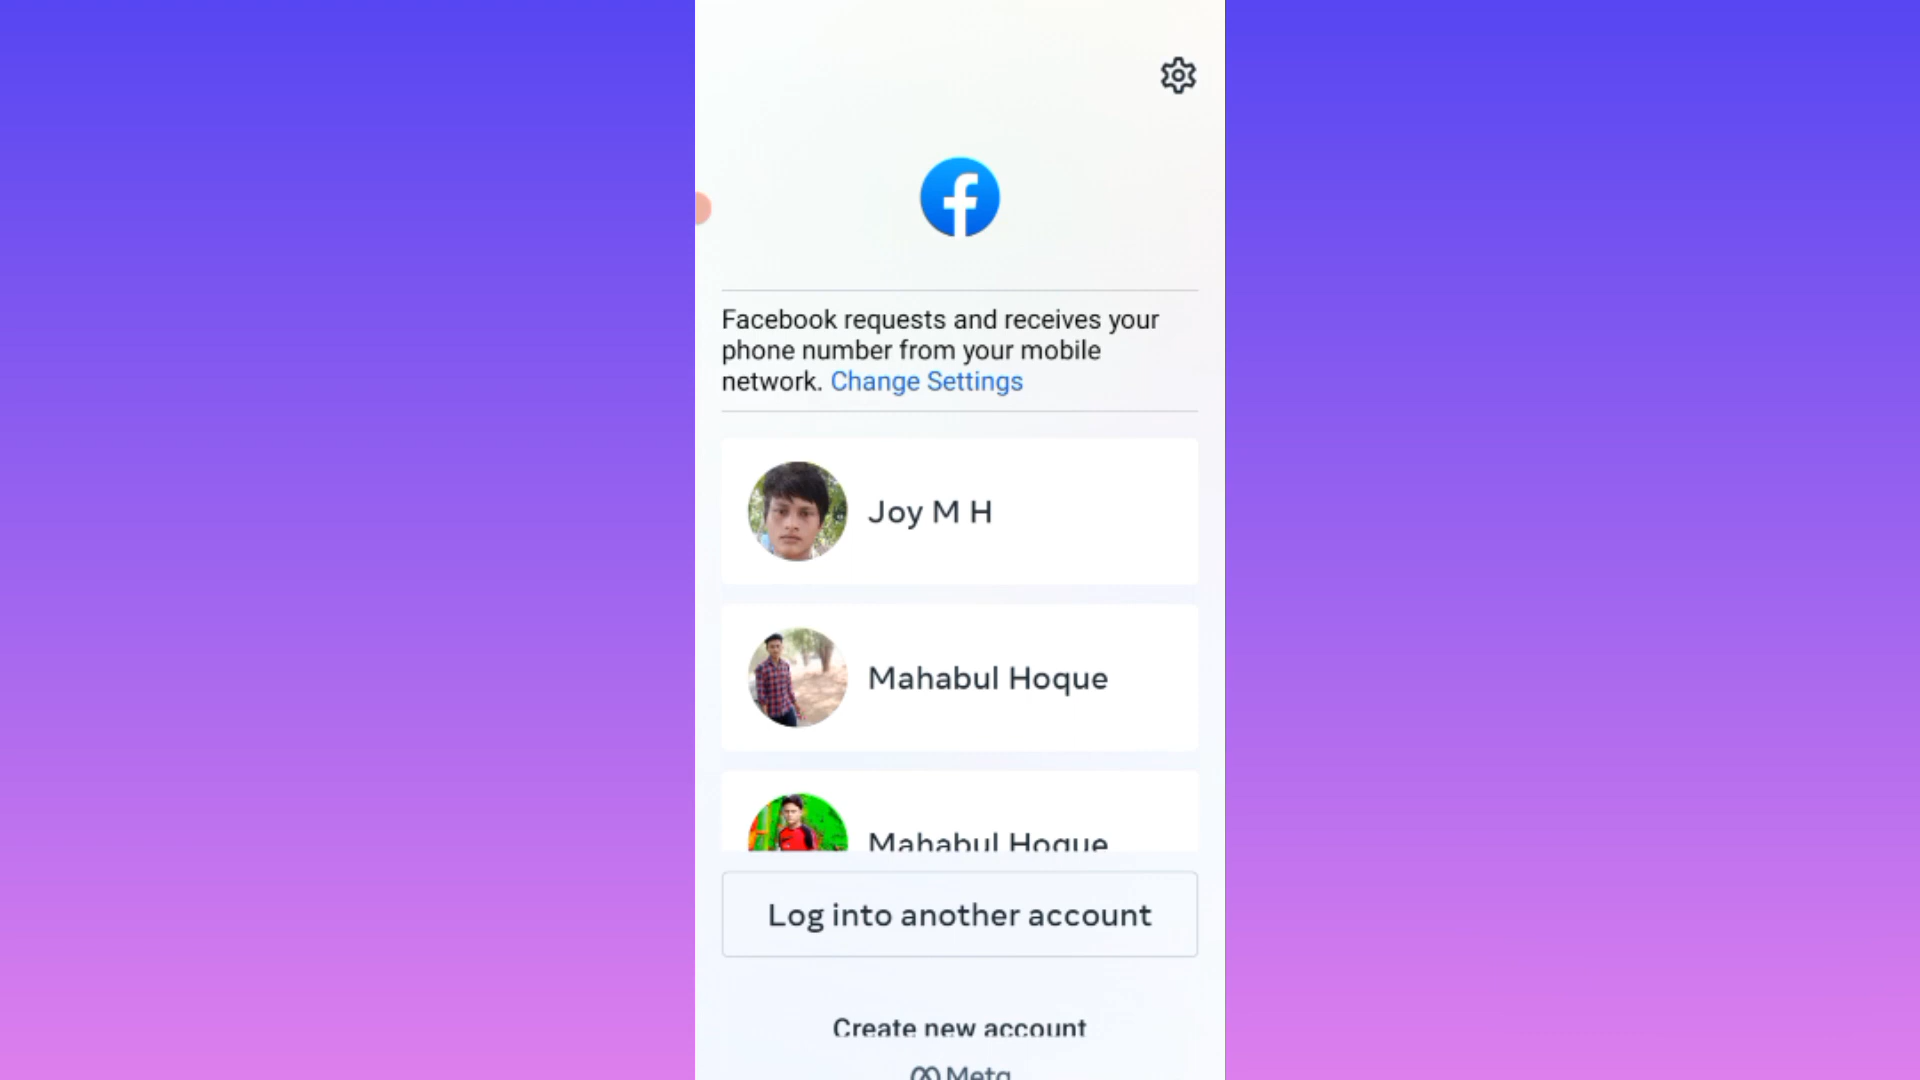 Facebook requests and receives your
phone number from your mobile
network. Change Settings
Joy M H
Mahabul Hoque
Mahabul Hoque
Log into another account
Create new account
Meta